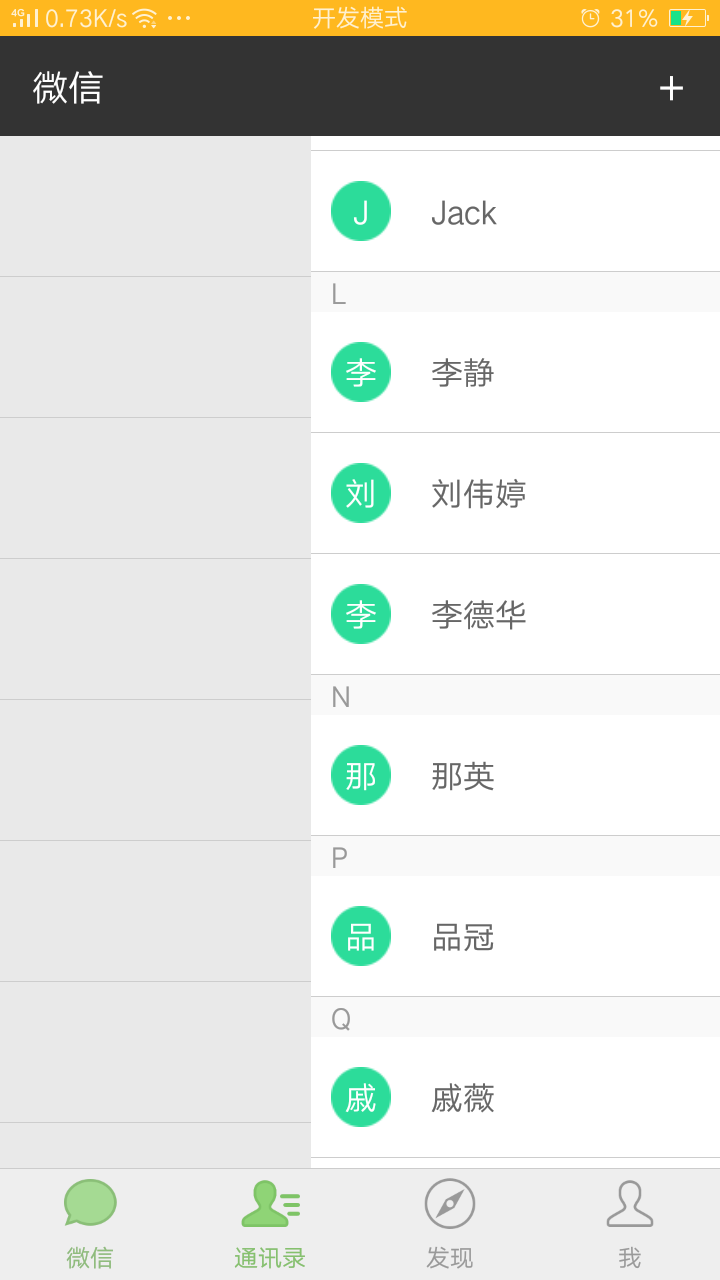 4G 0.73K/s ··· 开发模式 31%
微信 +
J Jack
L
李 李静
刘 刘伟婷
李 李德华
N
那 那英
P
品 品冠
Q
戚 戚薇
微信 通讯录 发现 我